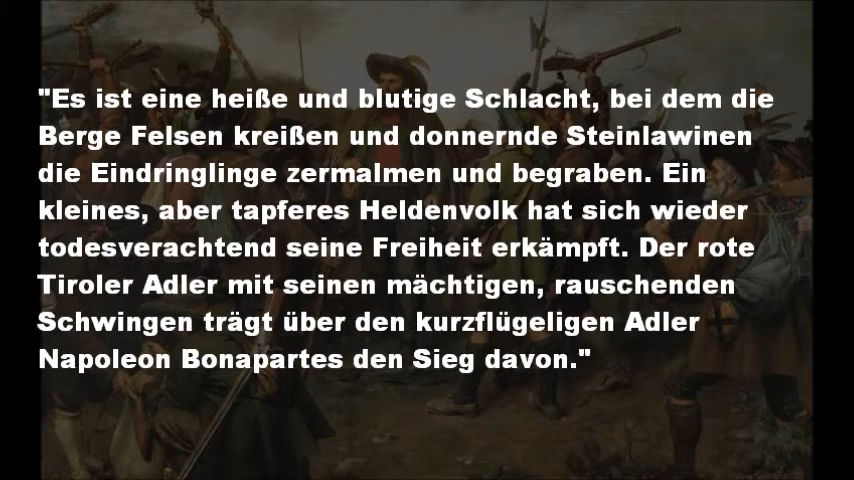 "Es ist eine heiße und blutige Schlacht, bei dem die
Berge Felsen kreißen und donnernde Steinlawinen
die Eindringlinge zermalmen und begraben. Ein
kleines, aber tapferes Heldenvolk hat sich wieder
todesverachtend seine Freiheit erkämpft. Der rote
Tiroler Adler mit seinen mächtigen, rauschenden
Schwingen trägt über den kurzflügeligen Adler
Napoleon Bonapartes den Sieg davon."